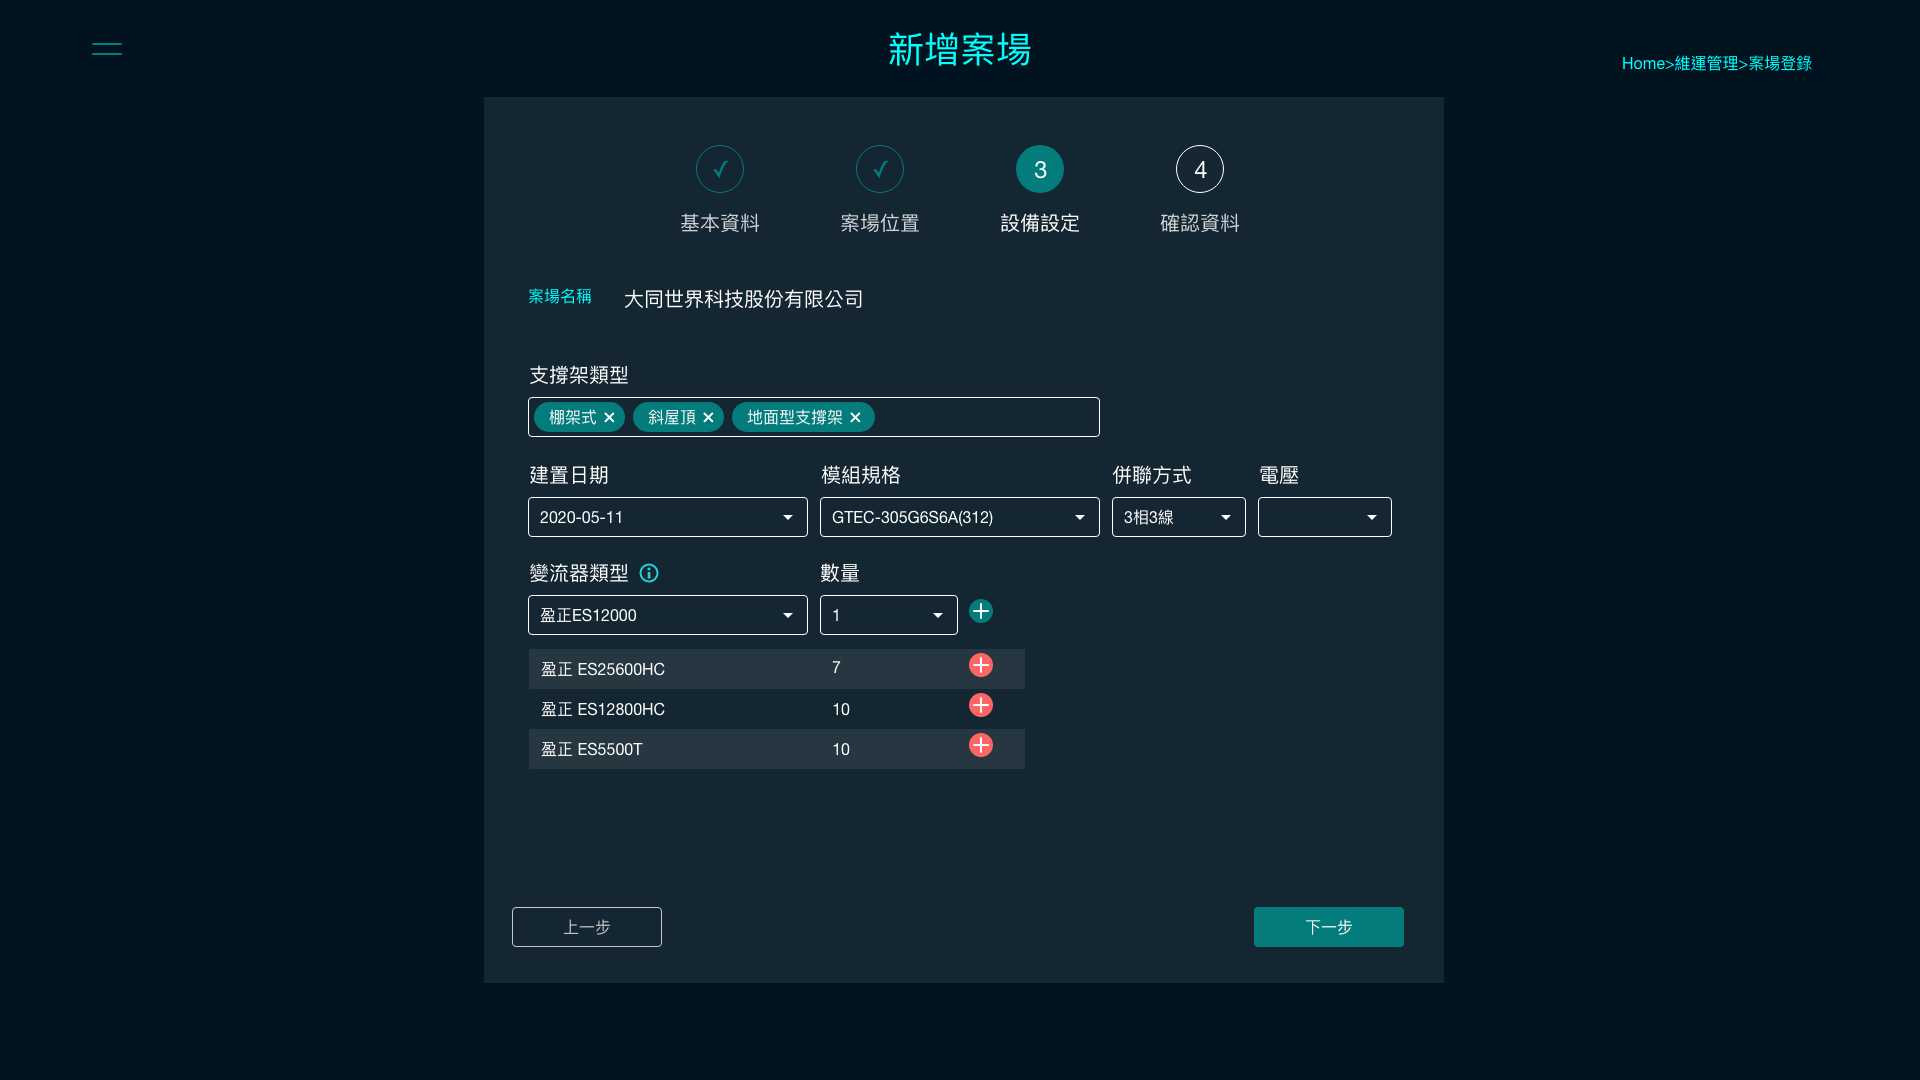 新增案場
Home>維運管理>案場登錄
3
4
基本資料
案場位置
設備設定
確認資料
案場名稱
大同世界科技股份有限公司
支撐架類型
棚架式
斜屋頂
地面型支撐架
建置日期
模組規格
併聯方式
電壓
2020-05-11
GTEC-305G6S6A(312)
3相3線
變流器類型
數量
盈正ES12000
1
盈正 ES25600HC
7
盈正 ES12800HC
10
盈正 ES5500T
10
上一步
下一步